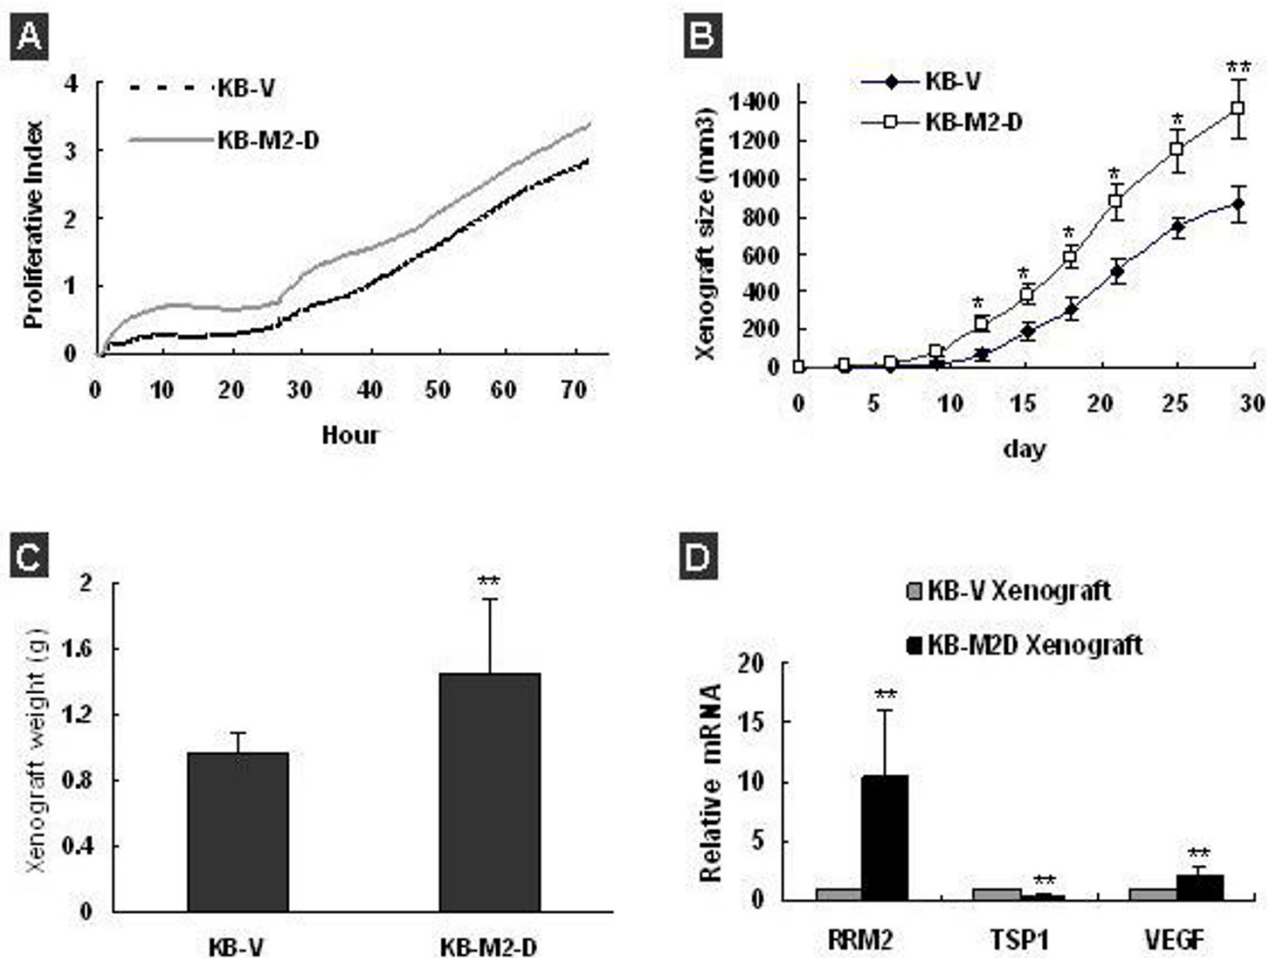 A
KB-V
KB-M2-D
Proliferative Index
4
3
2
1
0
0 10 20 30 40 50 60 70
Hour
B
KB-V
KB-M2-D
Xenograft size (mm3)
1400
1200
1000
800
600
400
200
0
* * * * * * **
0 5 10 15 20 25 30
day
C
Xenograft weight (g)
2
1.6
1.2
0.8
0.4
0
**
KB-V KB-M2-D
D
KB-V Xenograft
KB-M2D Xenograft
Relative mRNA
20
15
10
5
0
** ** **
RRM2 TSP1 VEGF